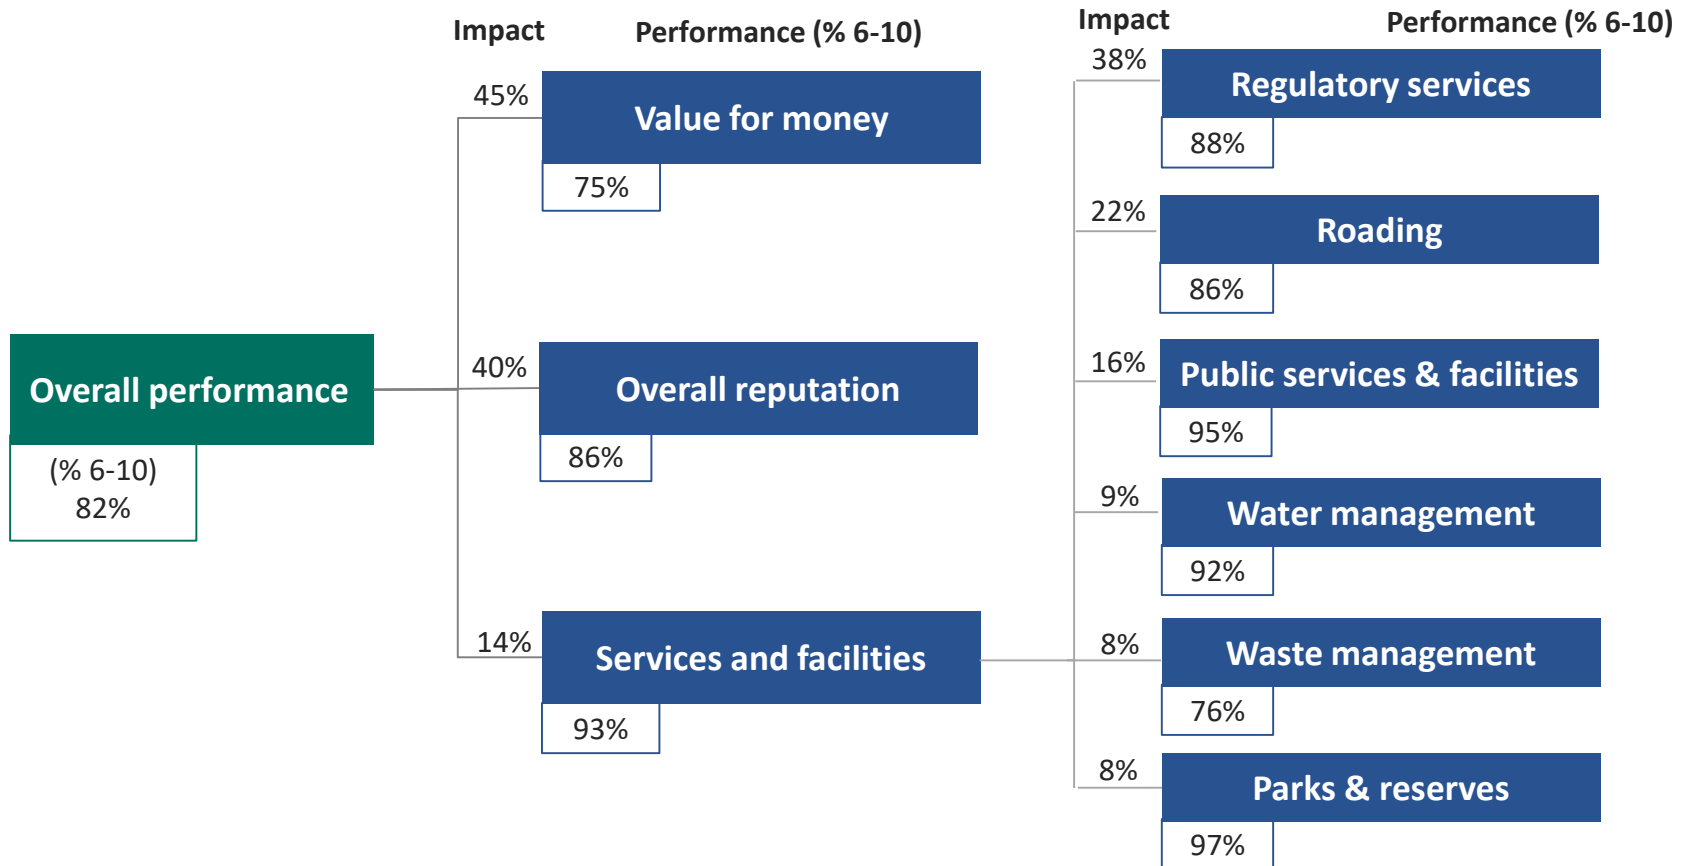 Impact
Performance (% 6-10)
Impact
Performance (% 6-10)
45%
Value for money
75%
40%
Overall reputation
86%
14%
Services and facilities
93%
Overall performance
(% 6-10)
82%
38%
Regulatory services
88%
22%
Roading
86%
16%
Public services & facilities
95%
9%
Water management
92%
8%
Waste management
76%
8%
Parks & reserves
97%